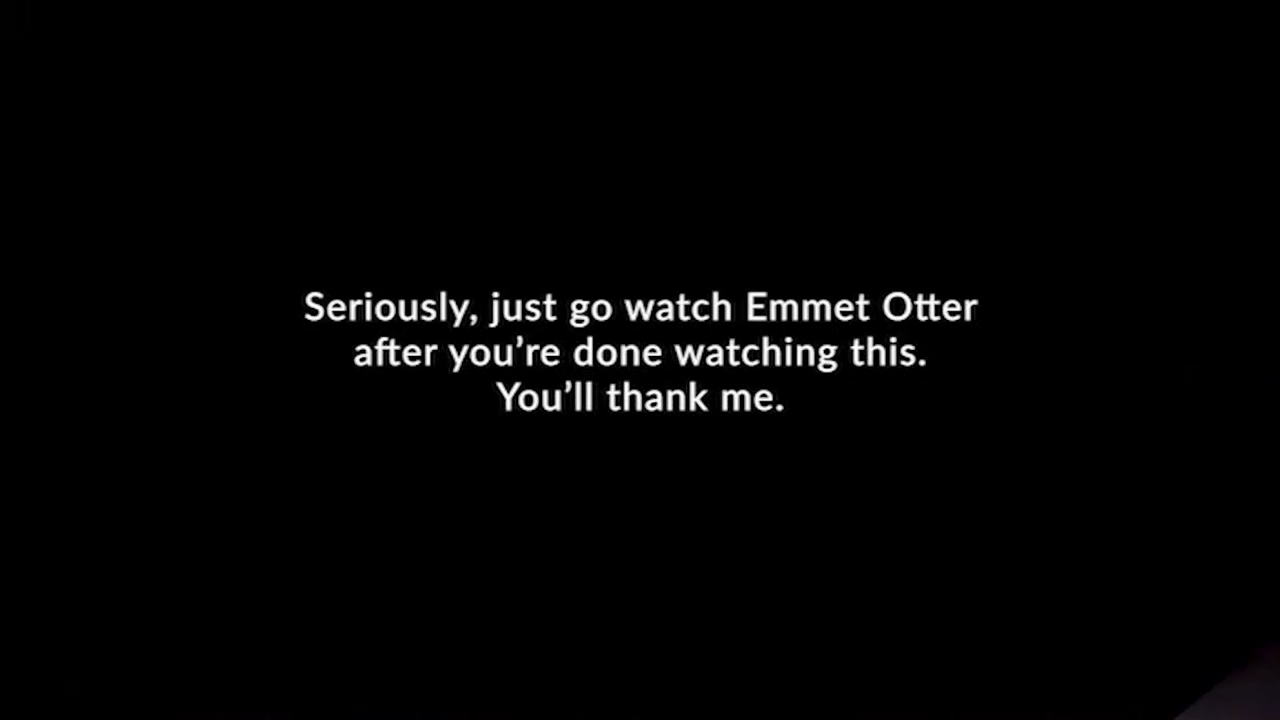 Seriously, just go watch Emmet Otter
after you’re done watching this.
You’ll thank me.